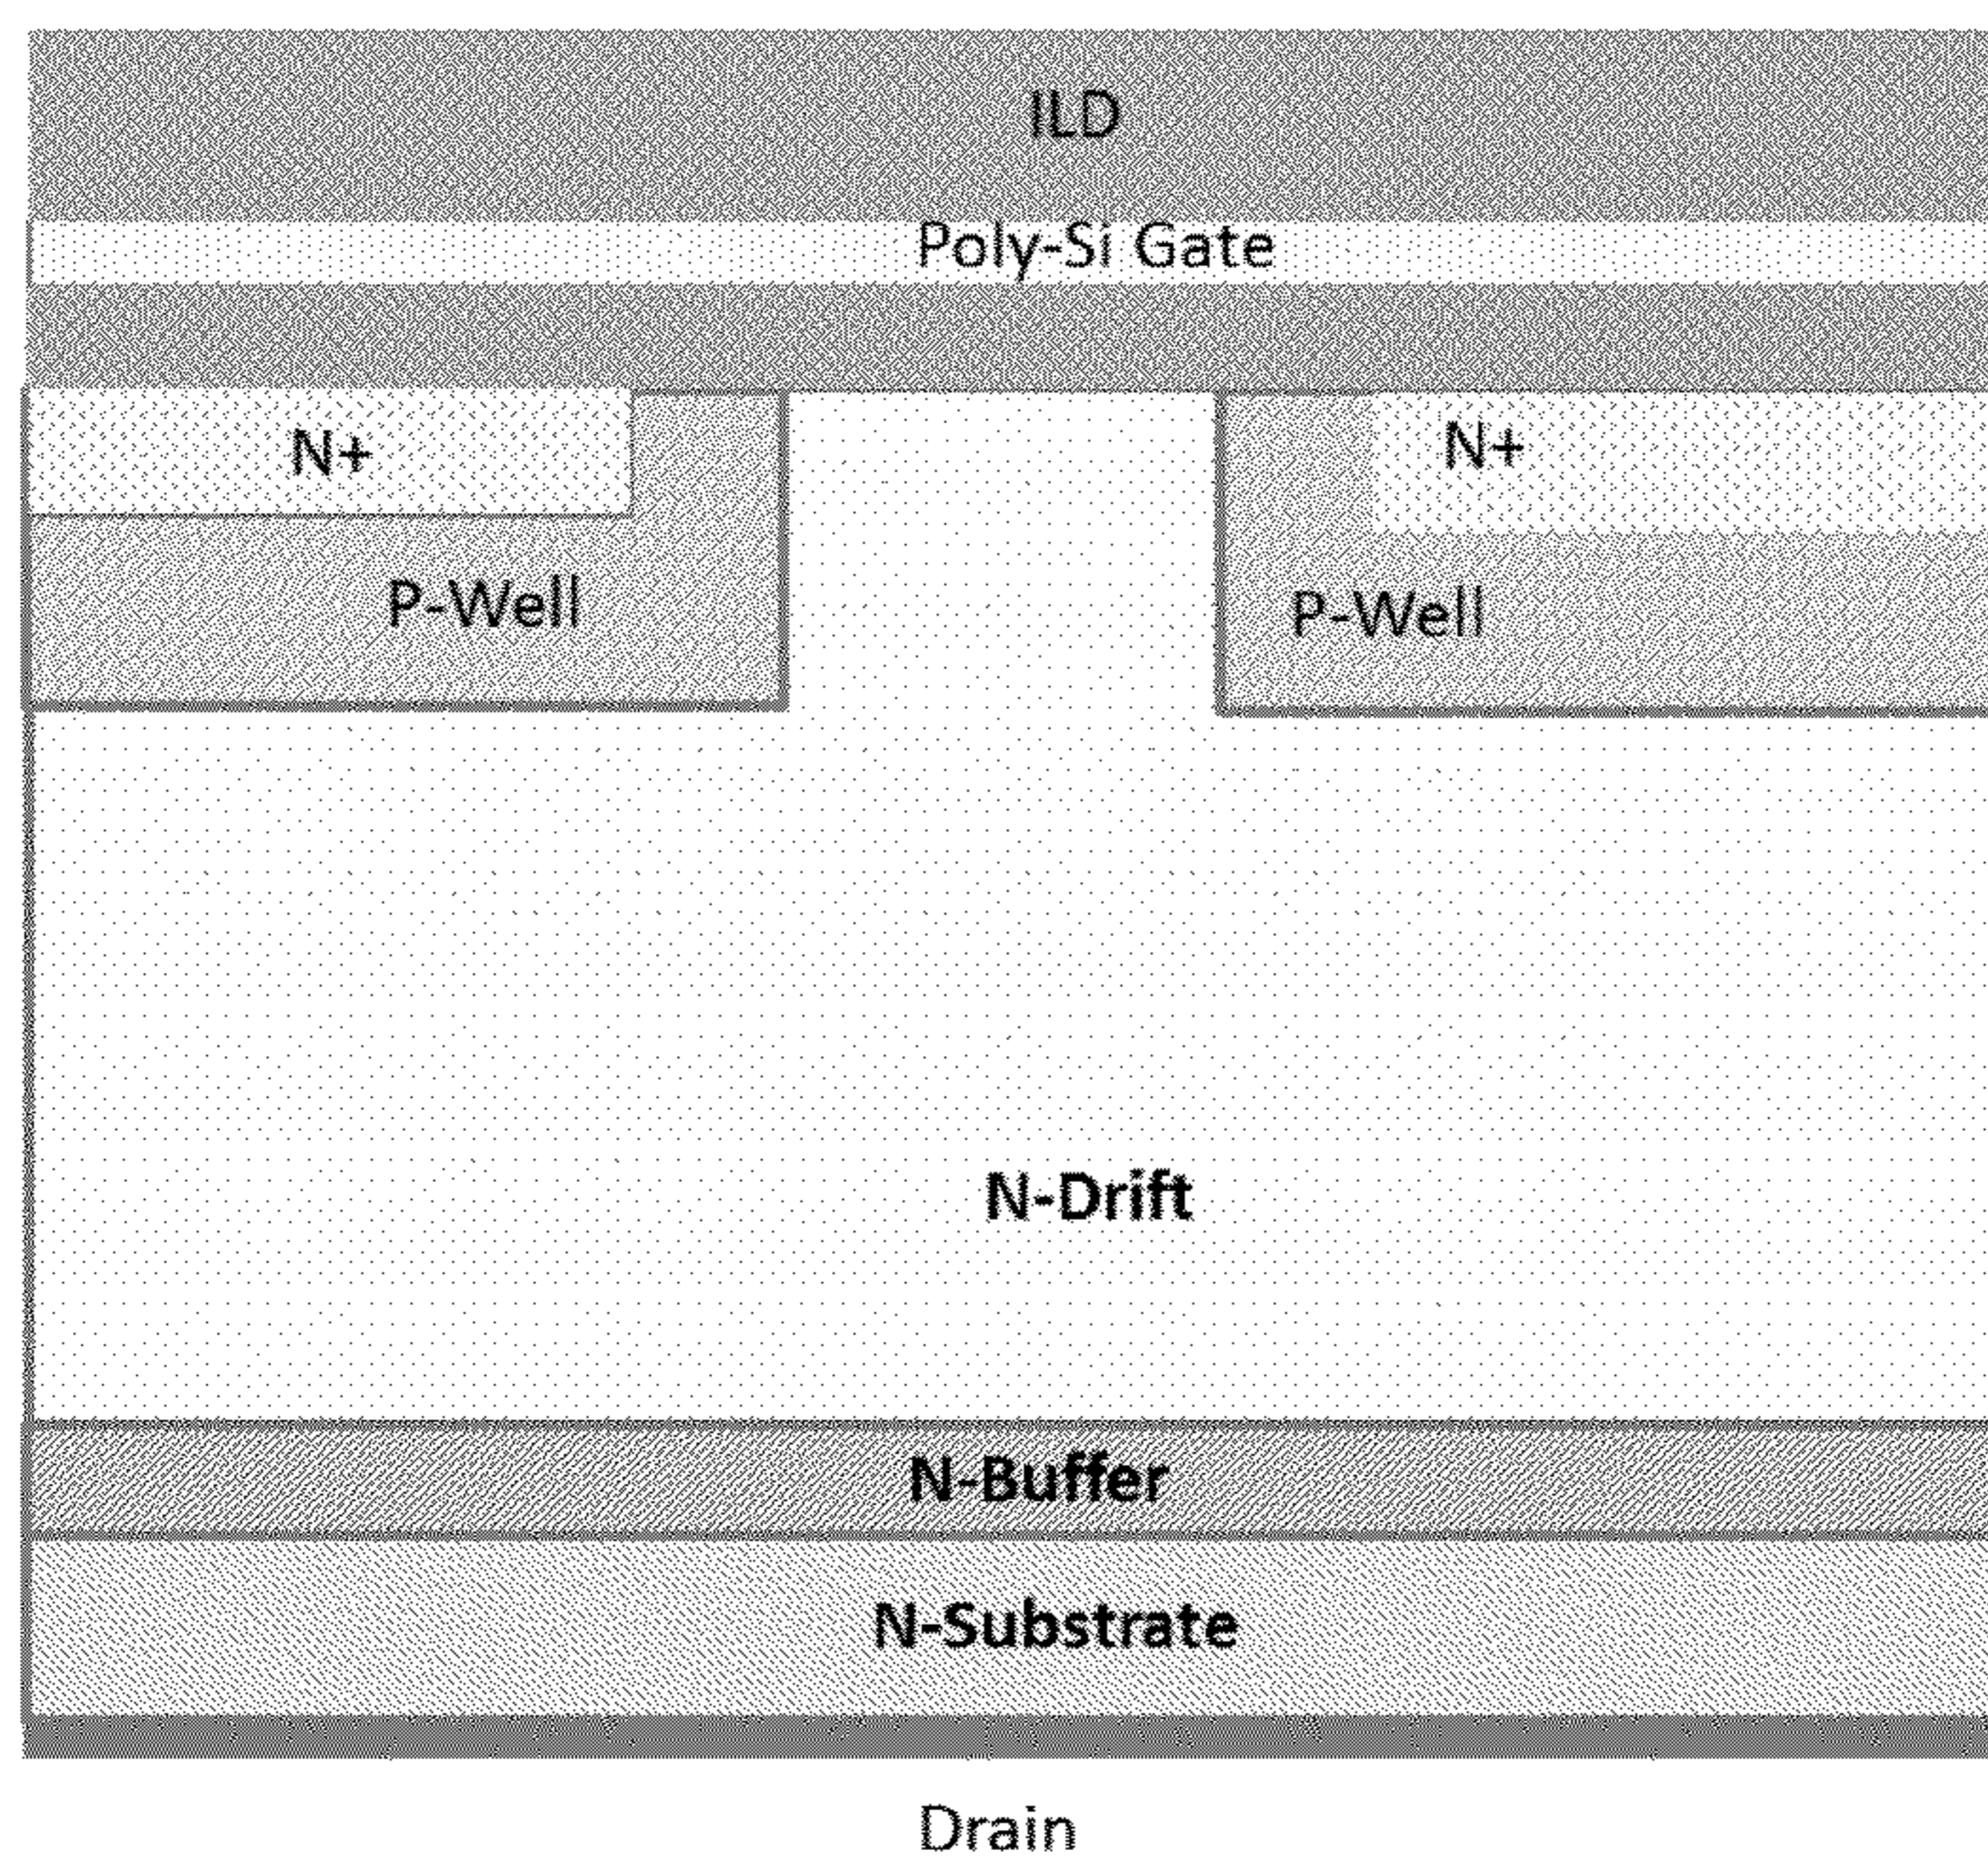 ILD
Poly-Si Gate
N+
N+
P-Well
P-Well
N-Drift
N-Buffer
N-Substrate
Drain